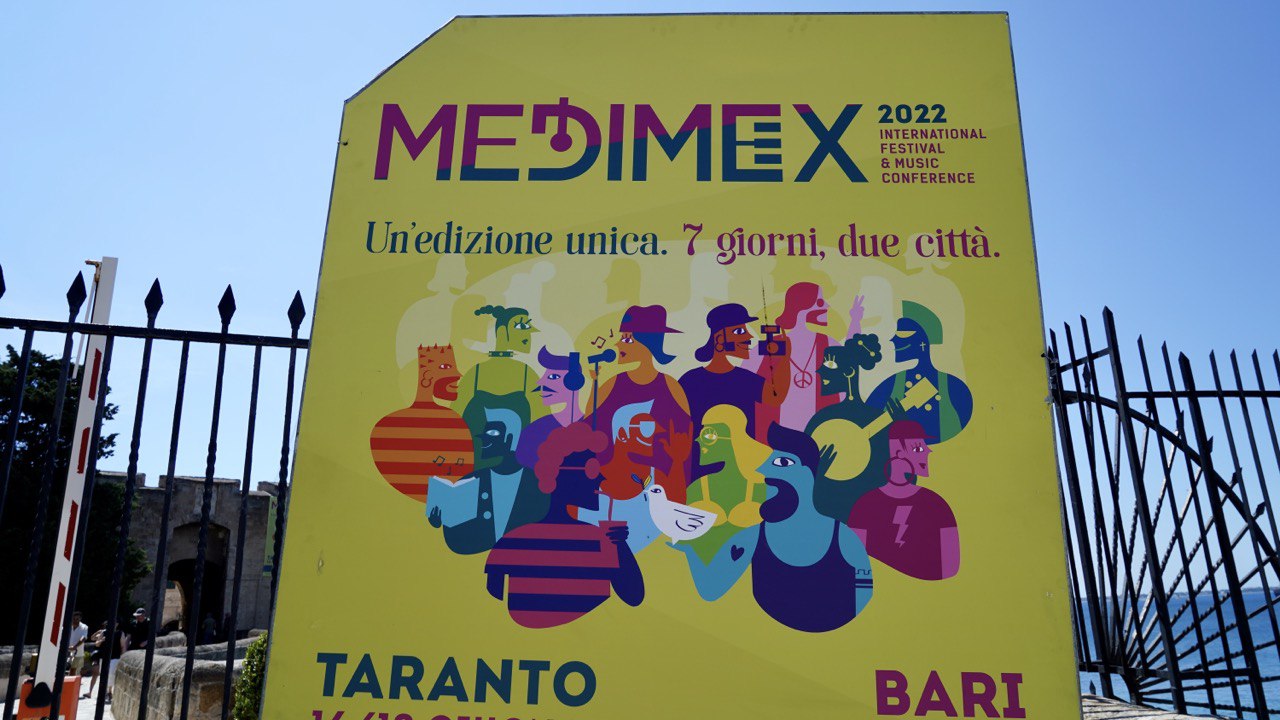 MEDIMEX 2022
INTERNATIONAL
FESTIVAL
& MUSIC
CONFERENCE
Un'edizione unica. 7 giorni, due città.
TARANTO
BARI